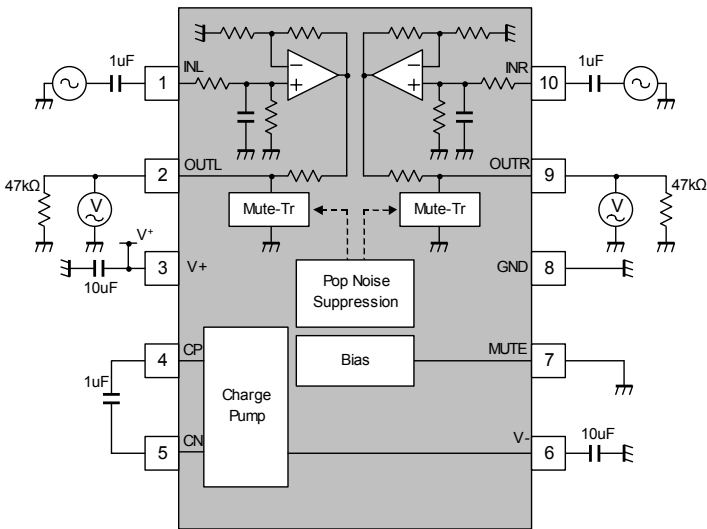 1uF
1
INL
−
+
−
+
INR
10
1uF
47kΩ
2
OUTL
V
Mute-Tr
Mute-Tr
OUTR
9
V
47kΩ
V+
10uF
3
V+
Pop Noise
Suppression
GND
8
1uF
4
CP
Charge
Pump
Bias
MUTE
7
5
CN
V-
6
10uF